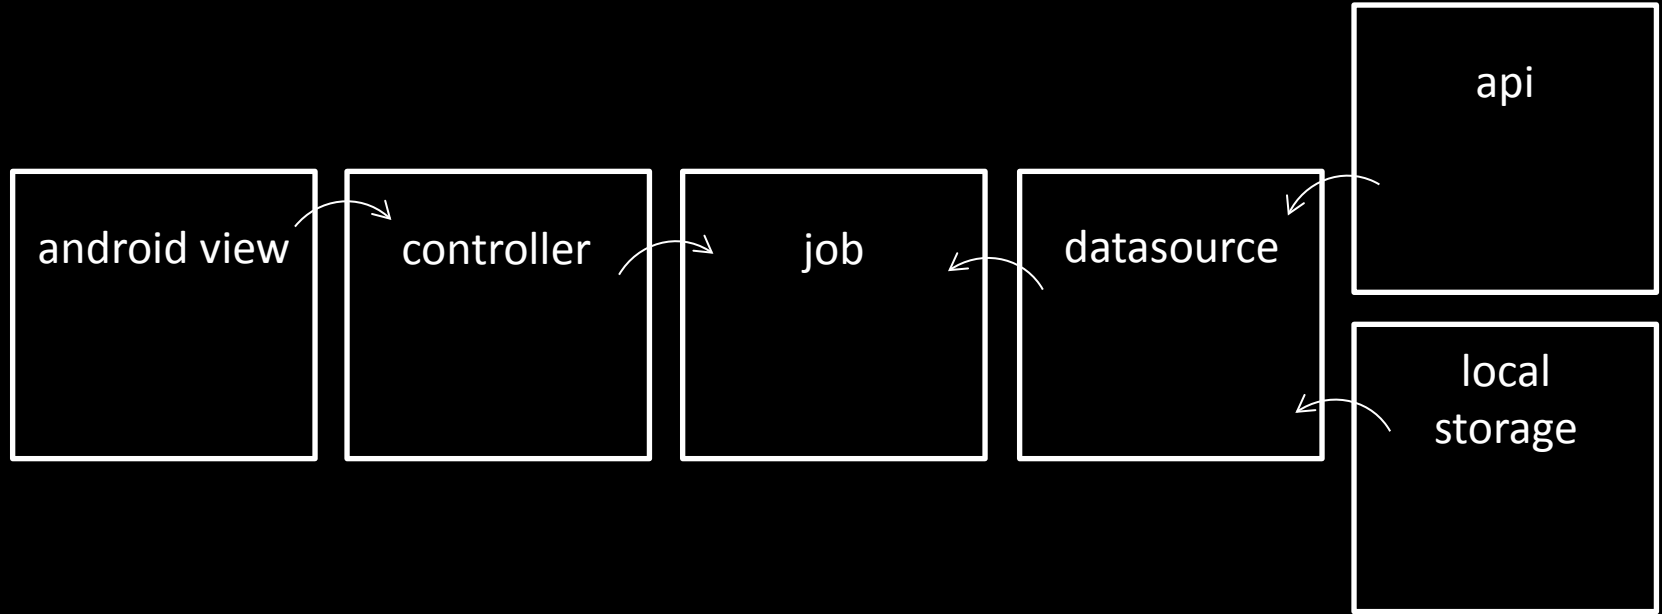 android view
controller
job
datasource
api
local
storage